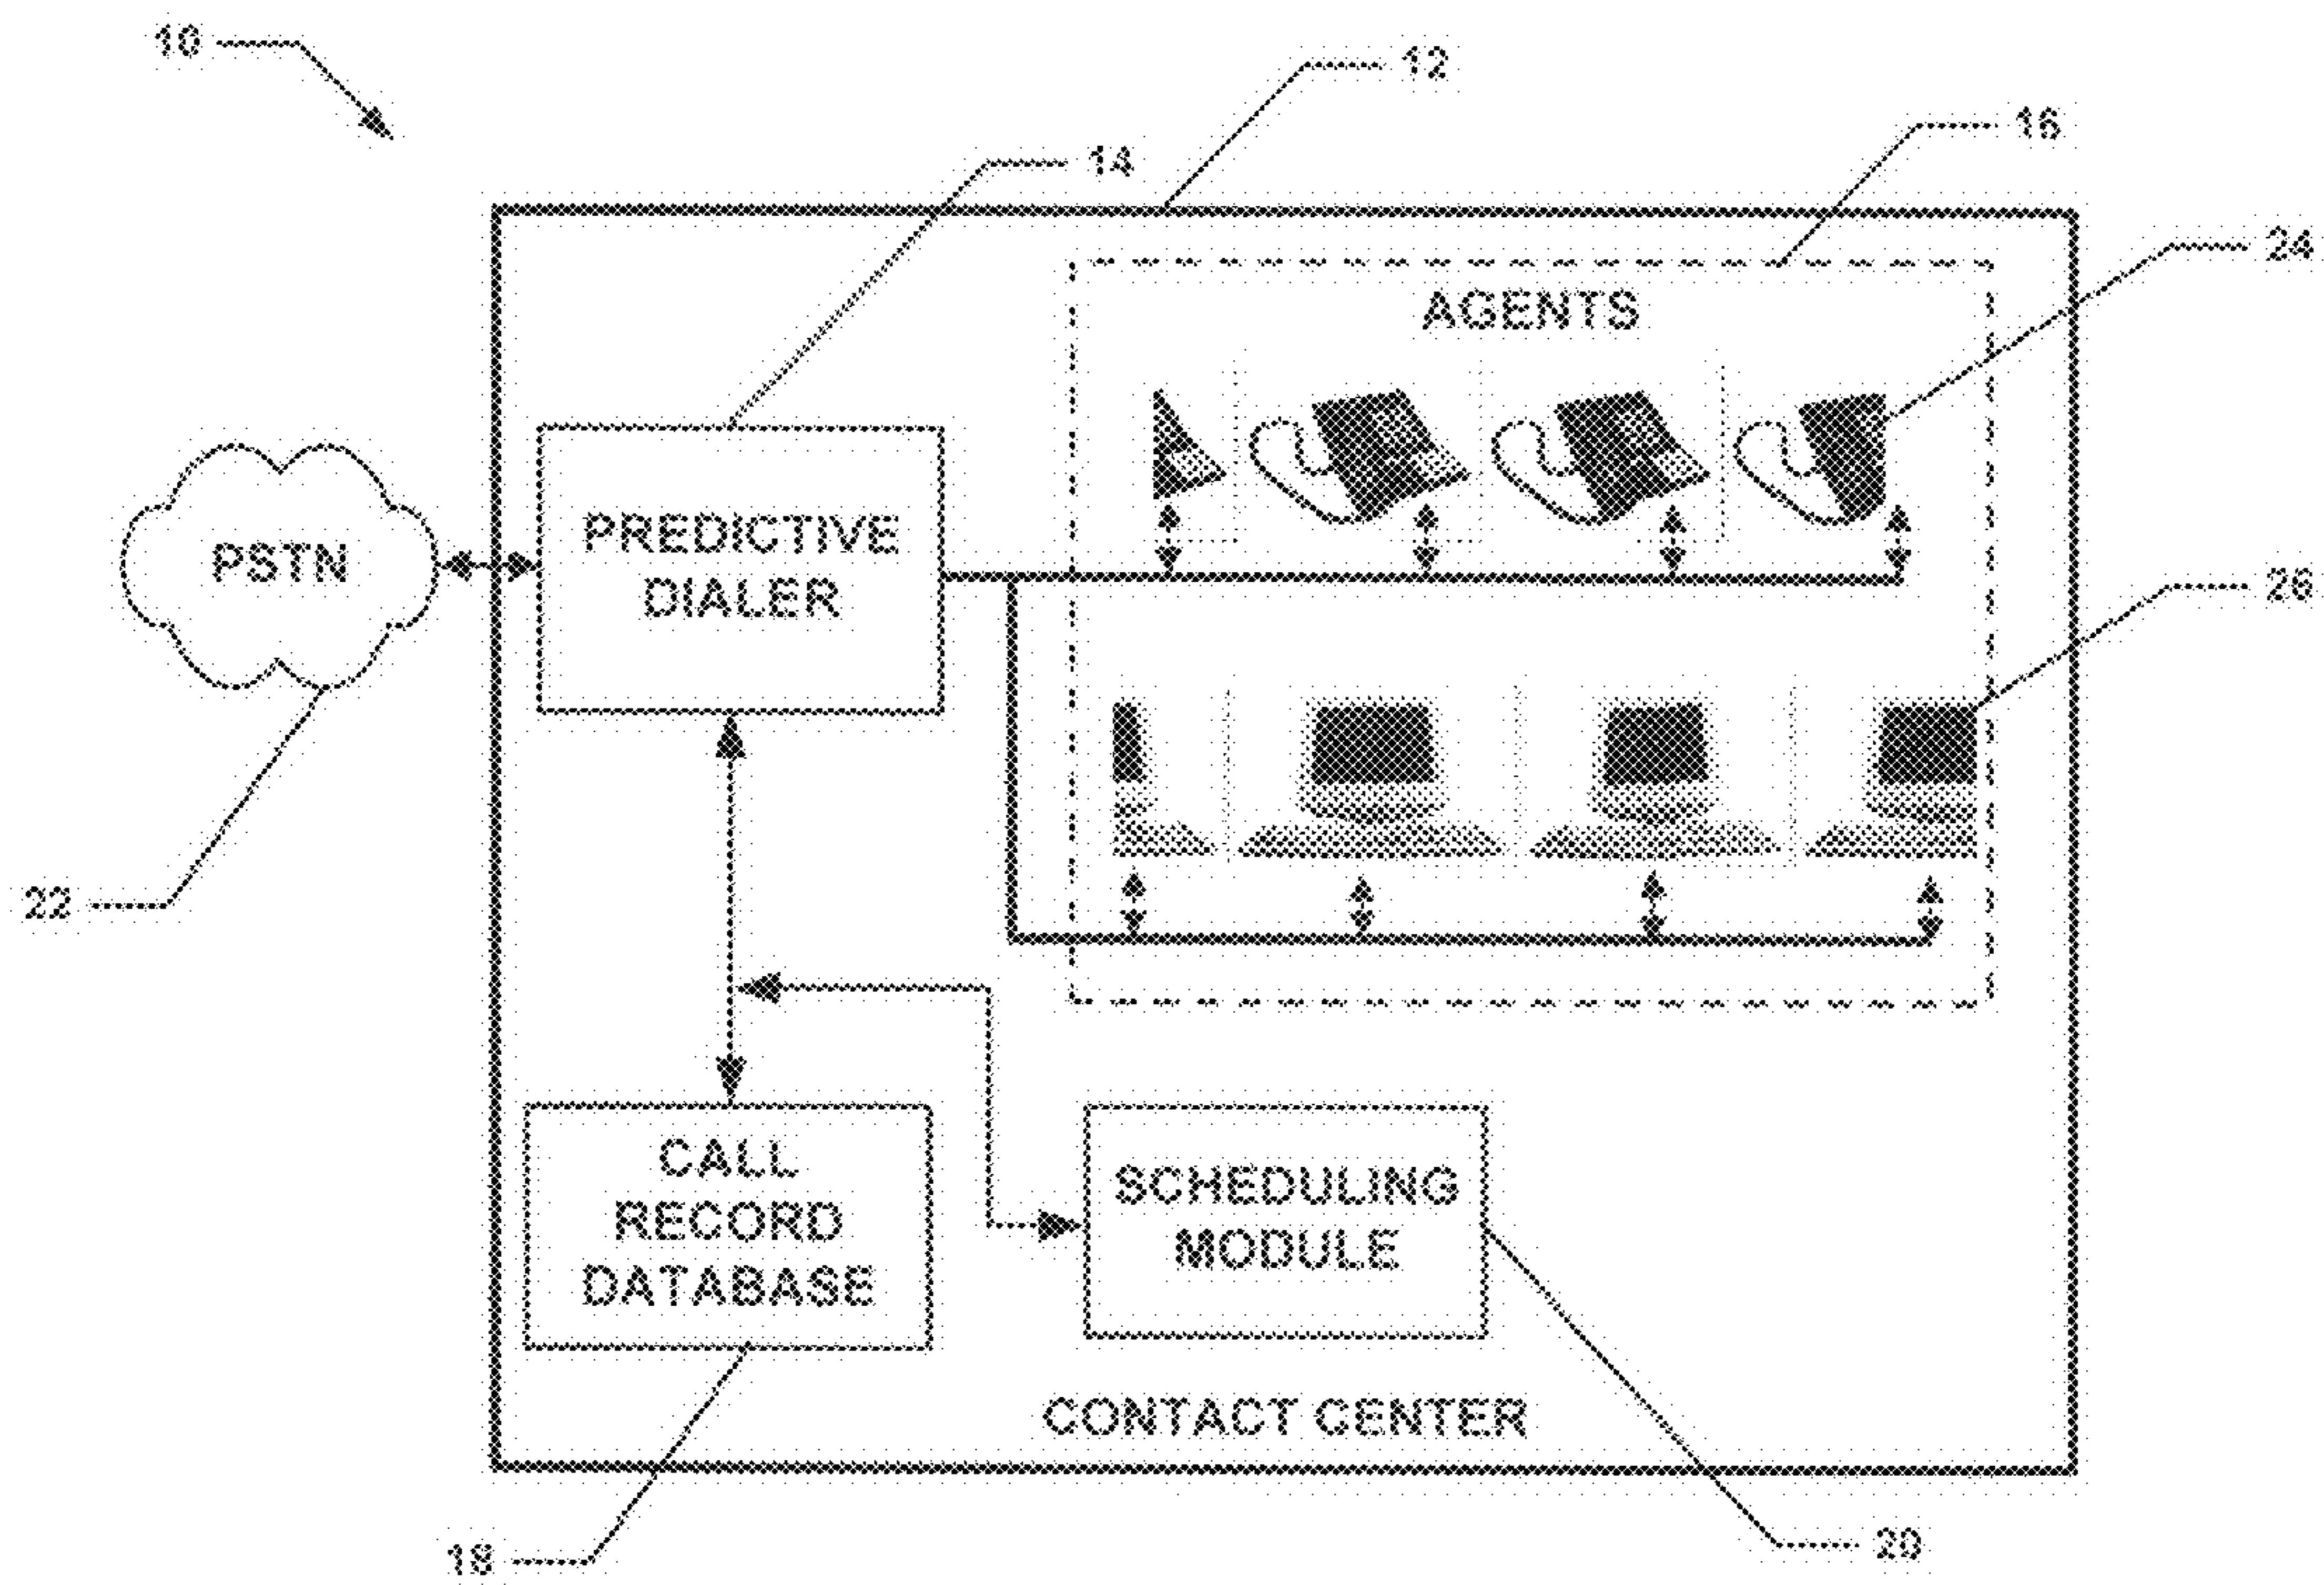 10
12
16
14
24
AGENTS
PREDICTIVE
DIALER
PSTN
26
22
CALL
RECORD
DATABASE
SCHEDULING
MODULE
CONTACT CENTER
18
20